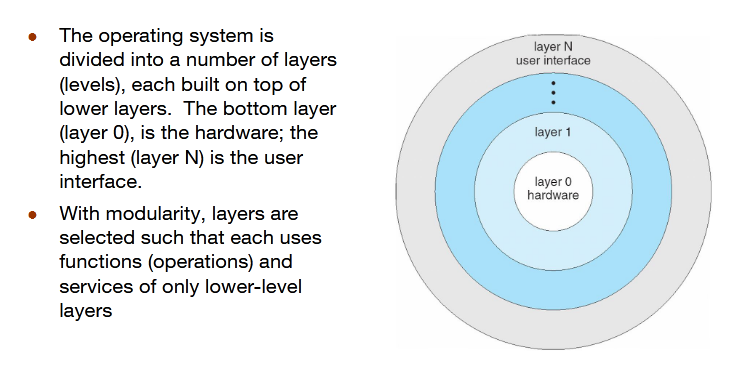 The operating system is
divided into a number of layers
(levels), each built on top of
lower layers.  The bottom layer
(layer 0), is the hardware; the
highest (layer N) is the user
interface.
With modularity, layers are
selected such that each uses
functions (operations) and
services of only lower-level
layers
layer N
user interface
layer 1
layer 0
hardware